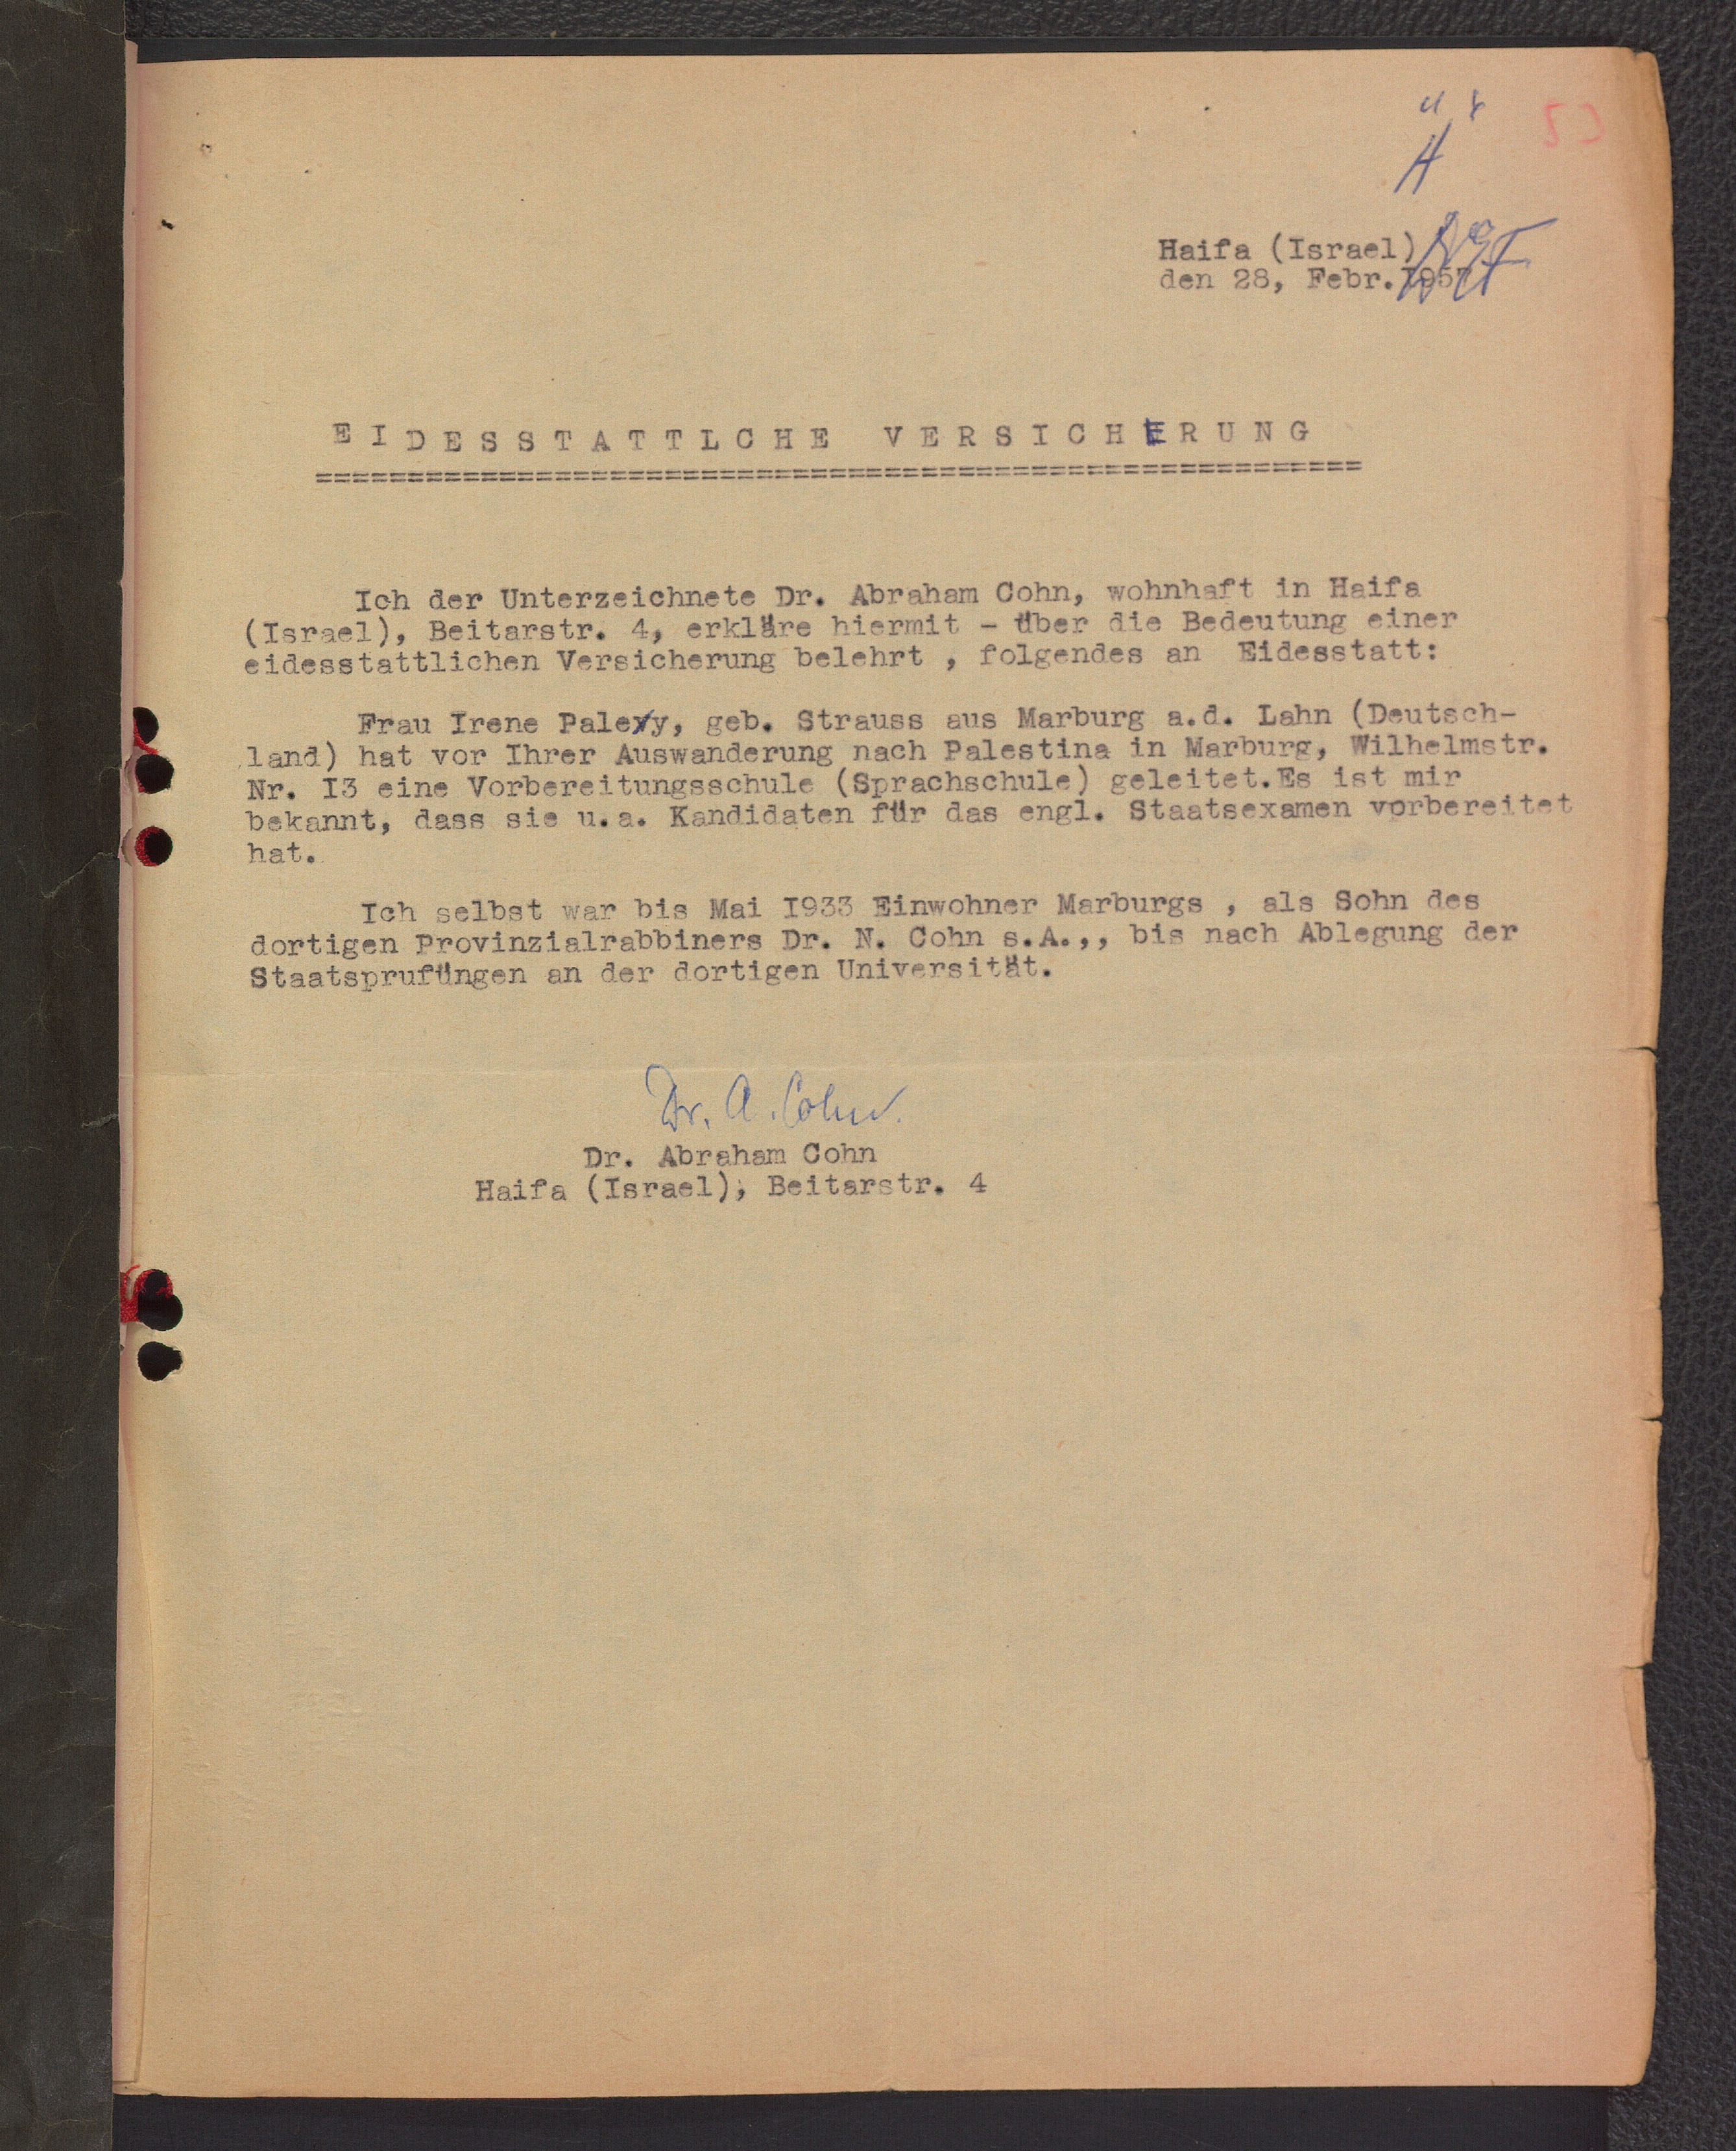 Haifa (Israel)
den 28, Febr. I957
EIDESSTATTLCHE VERSICHERUNG
Ich der Unterzeichnete Dr. Abraham Cohn, wohnhaft in Haifa
(Israel), Beitarstr. 4, erkläre hiermit - über die Bedeutung einer
eidesstattlichen Versicherung belehrt , folgendes an Eidesstatt:
Frau Irene Palexy, geb. Strauss aus Marburg a.d. Lahn (Deutsch-
land) hat vor Ihrer Auswanderung nach Palestina in Marburg, Wilhelmstr.
Nr. I3 eine Vorbereitungsschule (Sprachschule) geleitet.Es ist mir
bekannt, dass sie u.a. Kandidaten für das engl. Staatsexamen vorbereitet
hat.
Ich selbst war bis Mai I933 Einwohner Marburgs , als Sohn des
dortigen Provinzialrabbiners Dr. N. Cohn s.A.,, bis nach Ablegung der
Staatsprufüngen an der dortigen Universität.
Dr. A. Cohn.
Dr. Abraham Cohn
Haifa (Israel), Beitarstr. 4